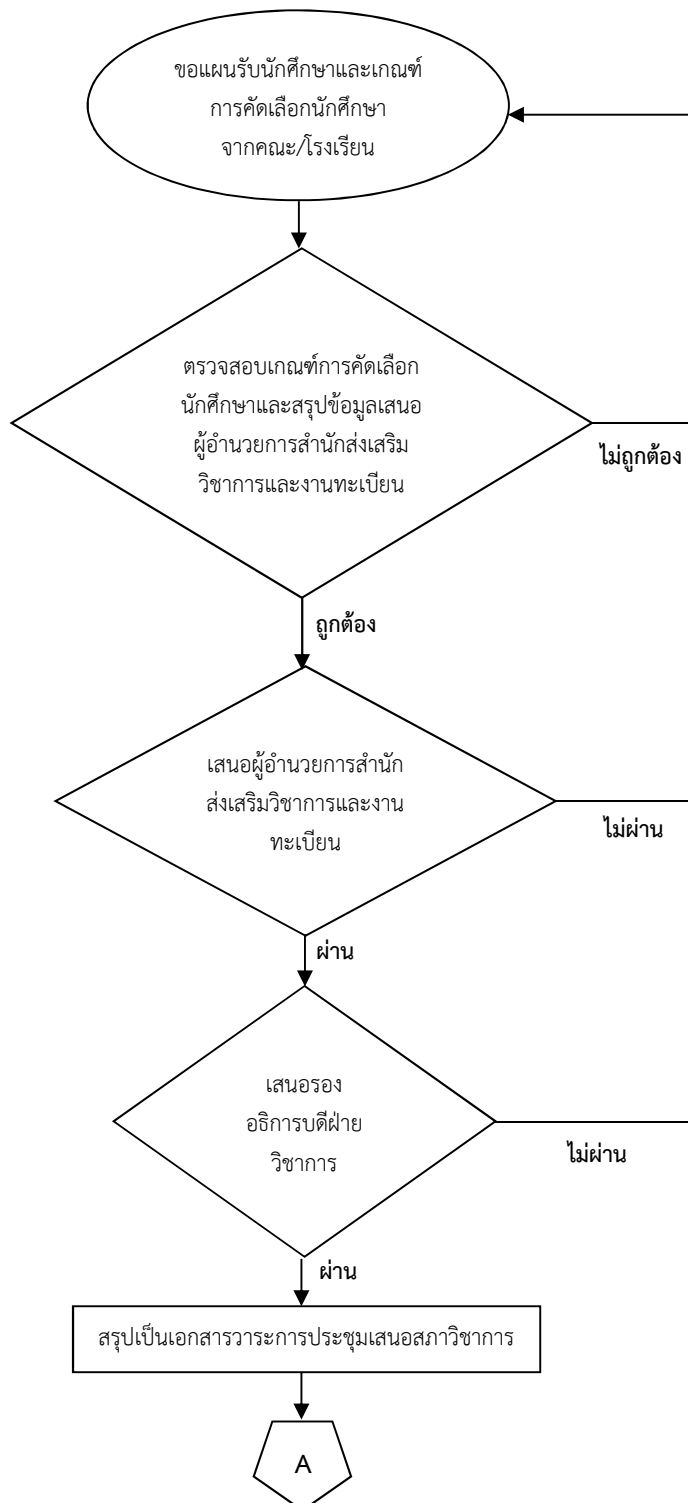 ขอแผนรับนักศึกษาและเกณฑ์
การคัดเลือกนักศึกษา
จากคณะ/โรงเรียน
ตรวจสอบเกณฑ์การคัดเลือก
นักศึกษาและสรุปข้อมูลเสนอ
ผู้อำนวยการสำนักส่งเสริม
วิชาการและงานทะเบียน
ไม่ถูกต้อง
ถูกต้อง
เสนอผู้อำนวยการสำนัก
ส่งเสริมวิชาการและงาน
ทะเบียน
ไม่ผ่าน
ผ่าน
เสนอรอง
อธิการบดีฝ่าย
วิชาการ
ไม่ผ่าน
ผ่าน
สรุปเป็นเอกสารวาระการประชุมเสนอสภาวิชาการ
A